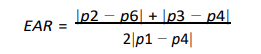 EAR = |p2 − p6| + |p3 − p4|
2|p1 − p4|